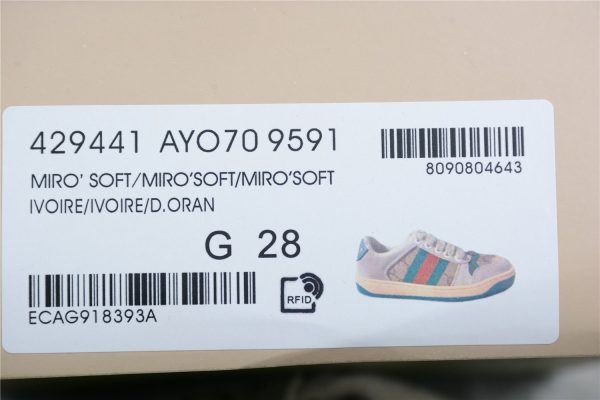 429441 AYO70 9591
8090804643
MIRO' SOFT/MIRO'SOFT/MIRO'SOFT
IVOIRE/IVOIRE/D.ORAN
G 28
RFID
ECAG918393A